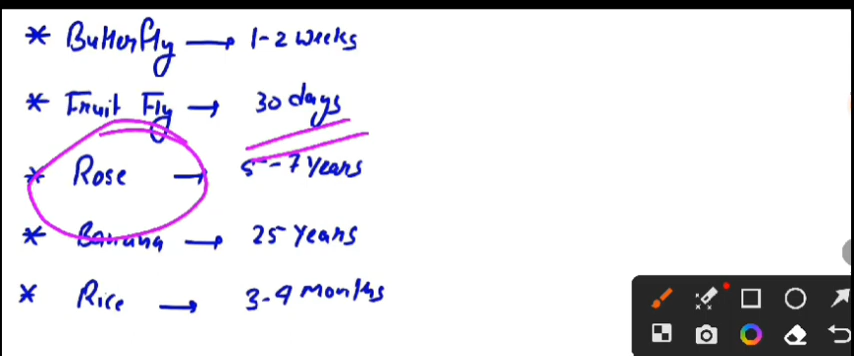 * Butterfly → 1-2 weeks
* Fruit Fly → 30 days
* Rose → 5-7 Years
* Banana → 25 Years
* Rice → 3-4 months